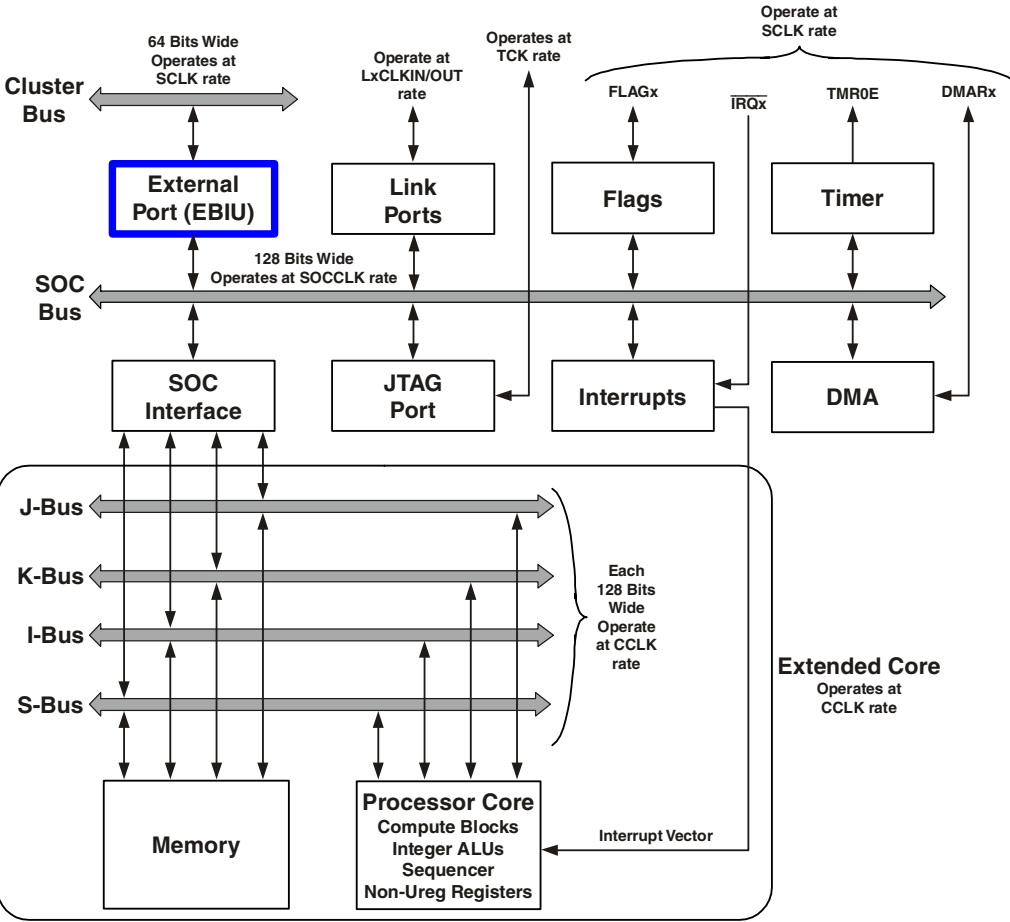 64 Bits Wide
Operates at
SCLK rate
Cluster
Bus
Operate at
LxCLKIN/OUT
rate
Operates at
TCK rate
Operate at
SCLK rate
FLAGx
IRQx
TMR0E
DMARx
External
Port (EBIU)
Link
Ports
Flags
Timer
128 Bits Wide
Operates at SOCCLK rate
SOC
Bus
SOC
Interface
JTAG
Port
Interrupts
DMA
J-Bus
K-Bus
I-Bus
S-Bus
Each
128 Bits
Wide
Operate
at CCLK
rate
Extended Core
Operates at
CCLK rate
Memory
Processor Core
Compute Blocks
Integer ALUs
Sequencer
Non-Ureg Registers
Interrupt Vector